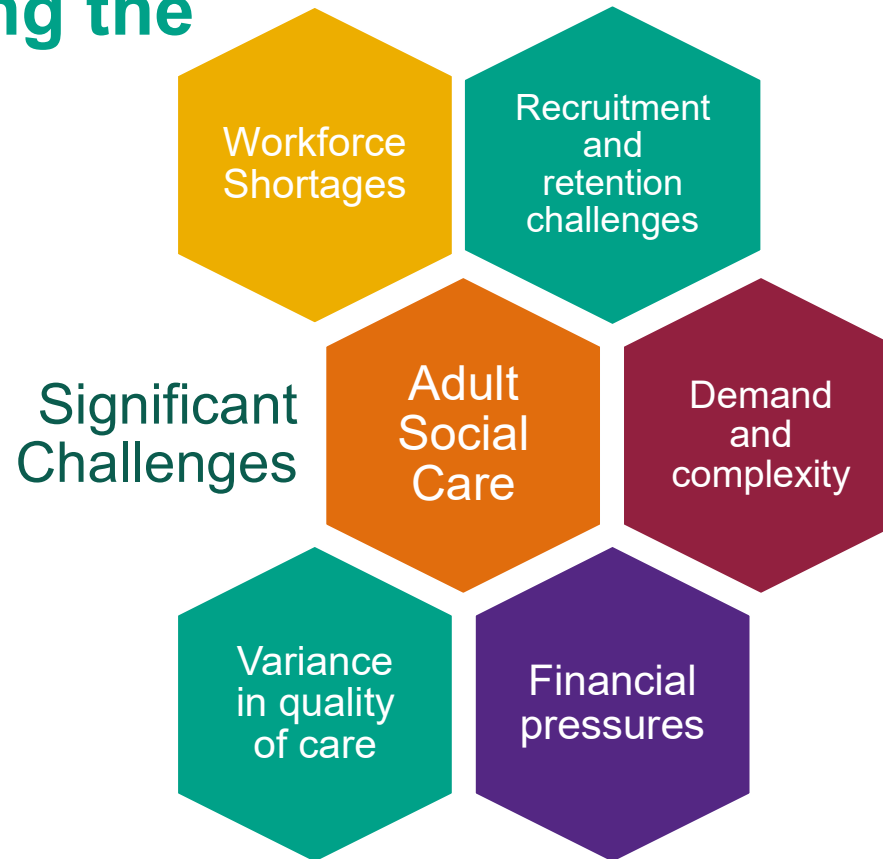 ng the
Workforce
Shortages
Recruitment
and
retention
challenges
Significant
Challenges
Adult
Social
Care
Demand
and
complexity
Variance
in quality
of care
Financial
pressures